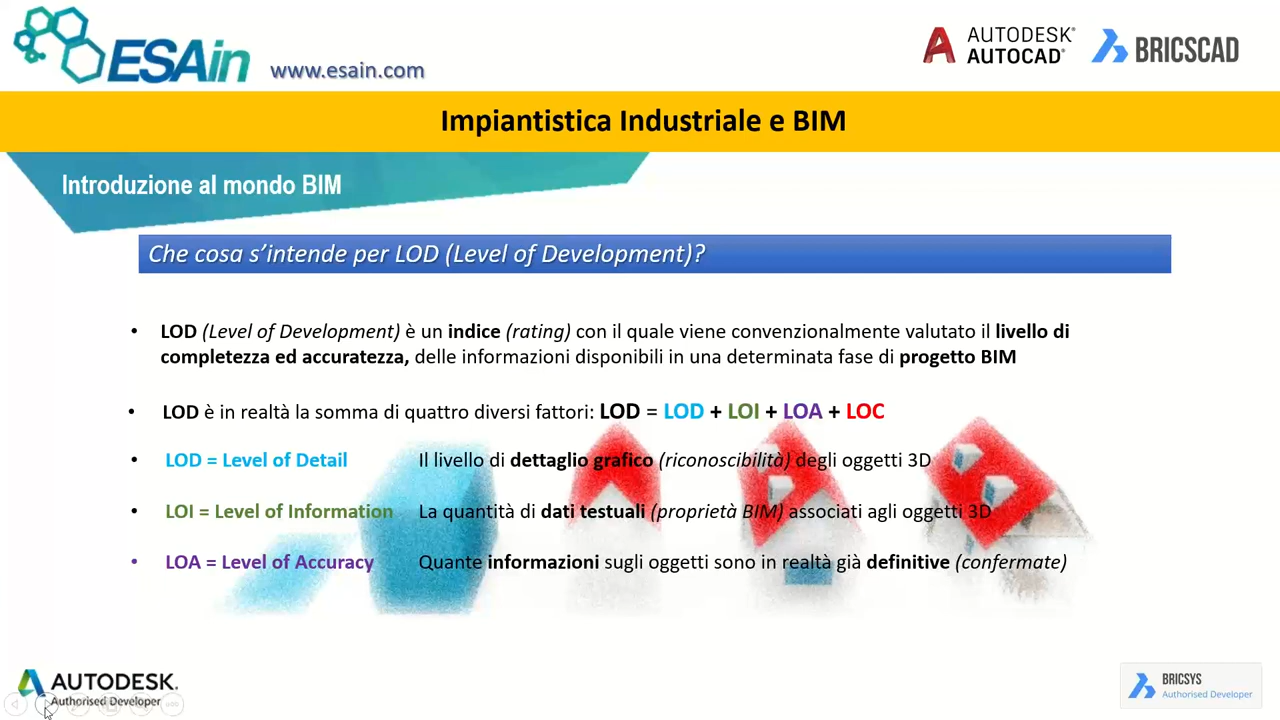 ESAin
www.esain.com
AUTODESK®
AUTOCAD®
BRICSCAD
Impiantistica Industriale e BIM
Introduzione al mondo BIM
Che cosa s’intende per LOD (Level of Development)?
• LOD (Level of Development) è un indice (rating) con il quale viene convenzionalmente valutato il livello di
completezza ed accuratezza, delle informazioni disponibili in una determinata fase di progetto BIM
• LOD è in realtà la somma di quattro diversi fattori: LOD = LOD + LOI + LOA + LOC
• LOD = Level of Detail Il livello di dettaglio grafico (riconoscibilità) degli oggetti 3D
• LOI = Level of Information La quantità di dati testuali (proprietà BIM) associati agli oggetti 3D
• LOA = Level of Accuracy Quante informazioni sugli oggetti sono in realtà già definitive (confermate)
AUTODESK.
Authorised Developer
BRICSYS
Authorised Developer